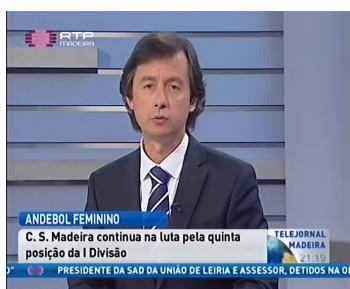 RTP
MADEIRA
ANDEBOL FEMININO
C. S. Madeira continua na luta pela quinta
posição da I Divisão
TELEJORNAL
MADEIRA
21:19
O" PRESIDENTE DA SAD DA UNIÃO DE LEIRIA E ASSESSOR, DETIDOS NA O